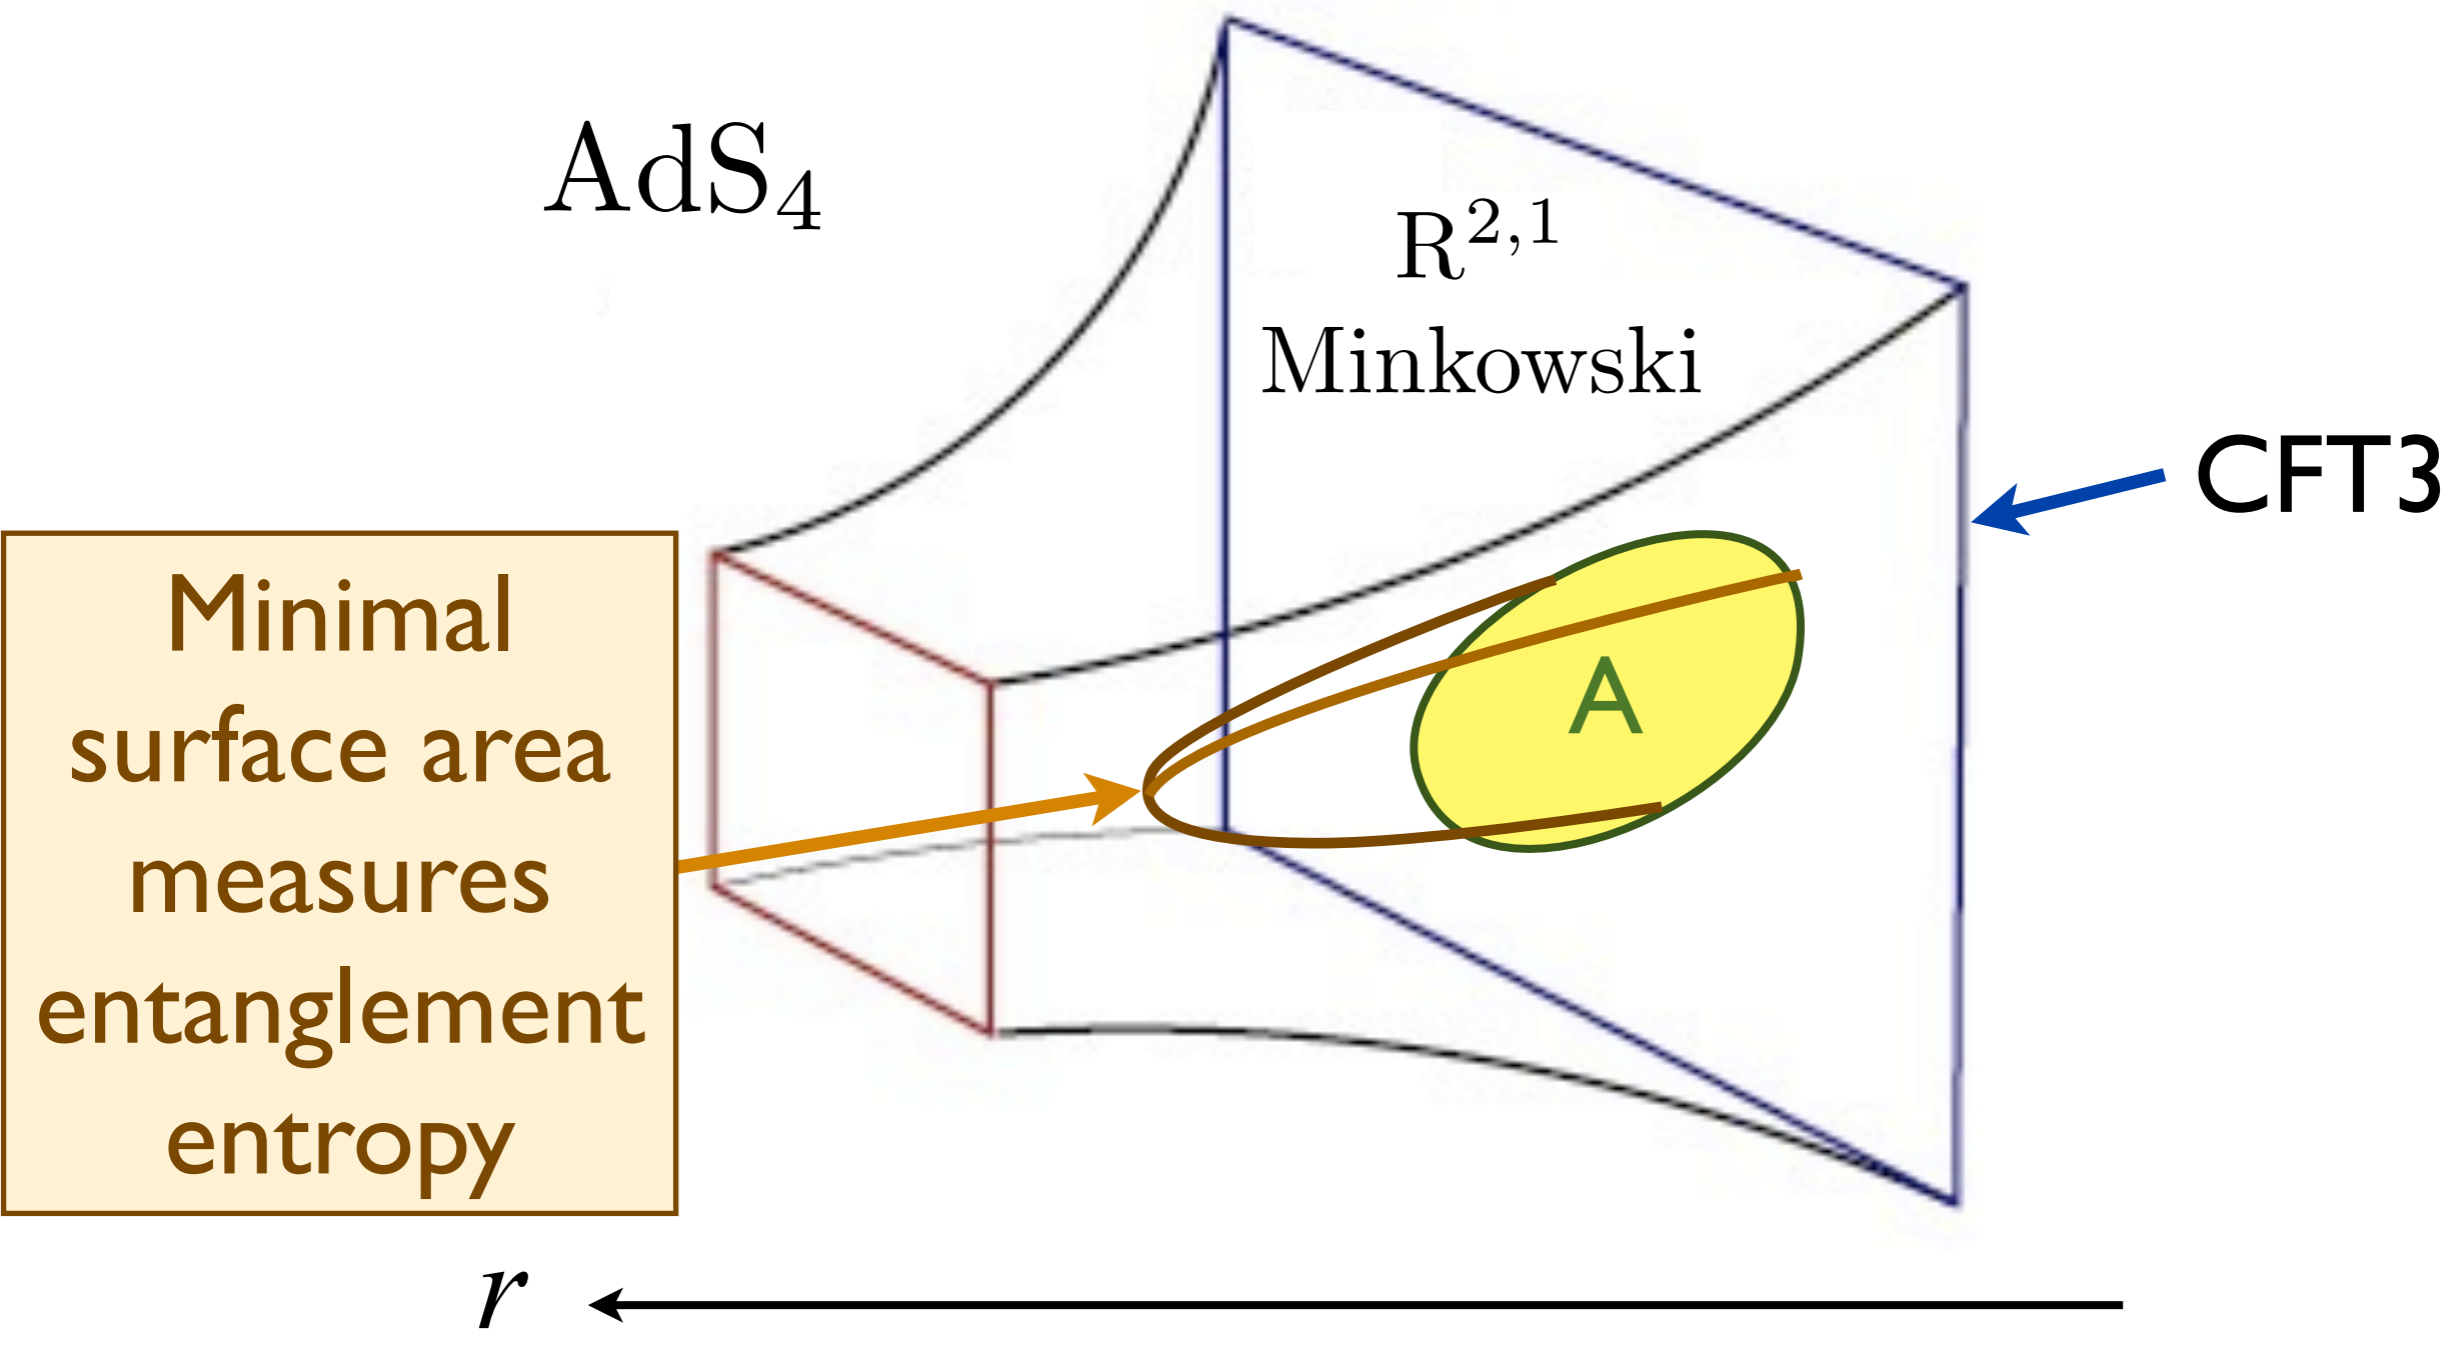 AdS₄
R²,¹
Minkowski
CFT3
A
Minimal
surface area
measures
entanglement
entropy
r